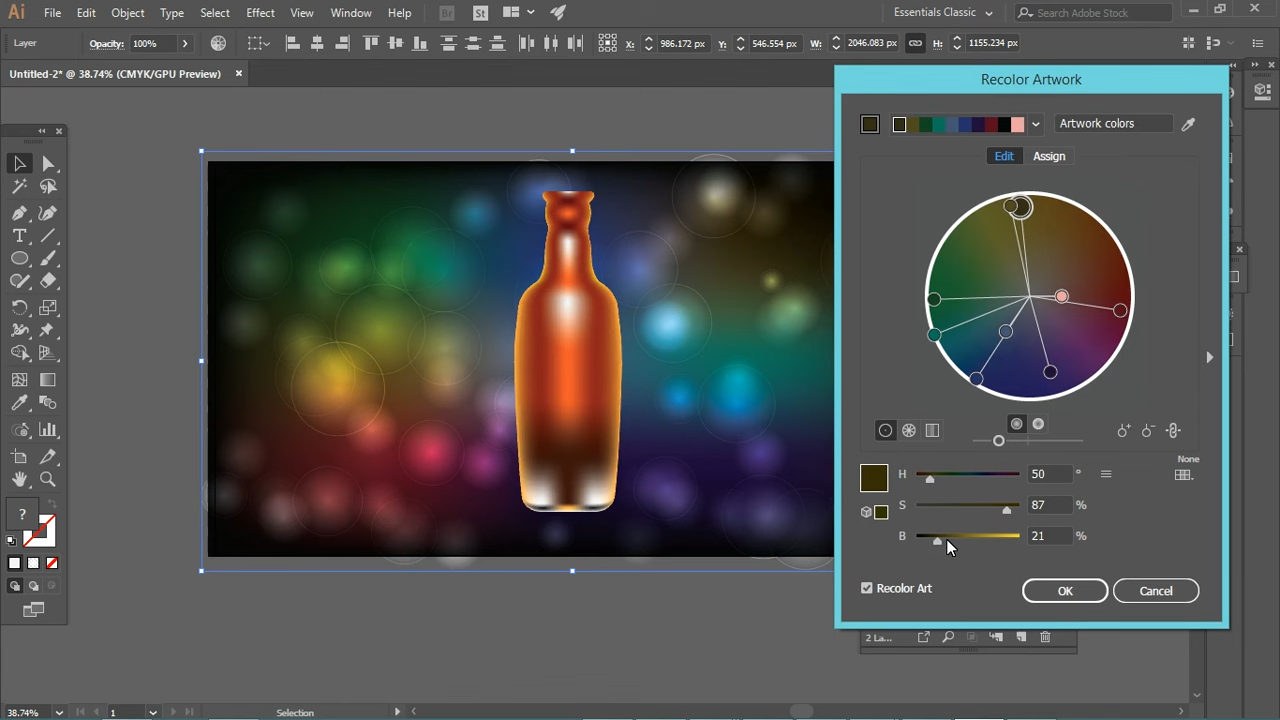 Ai File Edit Object Type Select Effect View Window Help Br St Essentials Classic Search Adobe Stock
Layer Opacity: 100% X: 986.172 px Y: 546.554 px W: 2046.083 px H: 1155.234 px
Untitled-2* @ 38.74% (CMYK/GPU Preview) ×
Recolor Artwork
Artwork colors
Edit Assign
None
H 50 °
S 87 %
B 21 %
?
Recolor Art OK Cancel
2 La...
38.74% 1 Selection